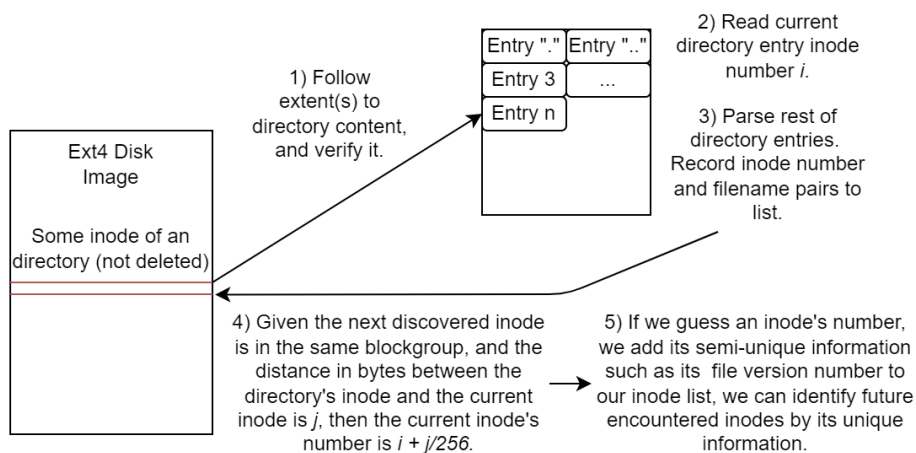 Ext4 Disk
Image
Some inode of an
directory (not deleted)
1) Follow
extent(s) to
directory content,
and verify it.
Entry "."
Entry ".."
Entry 3
...
Entry n
2) Read current
directory entry inode
number i.
3) Parse rest of
directory entries.
Record inode number
and filename pairs to
list.
4) Given the next discovered inode
is in the same blockgroup, and the
distance in bytes between the
directory's inode and the current
inode is j, then the current inode's
number is i + j/256.
5) If we guess an inode's number,
we add its semi-unique information
such as its file version number to
our inode list, we can identify future
encountered inodes by its unique
information.